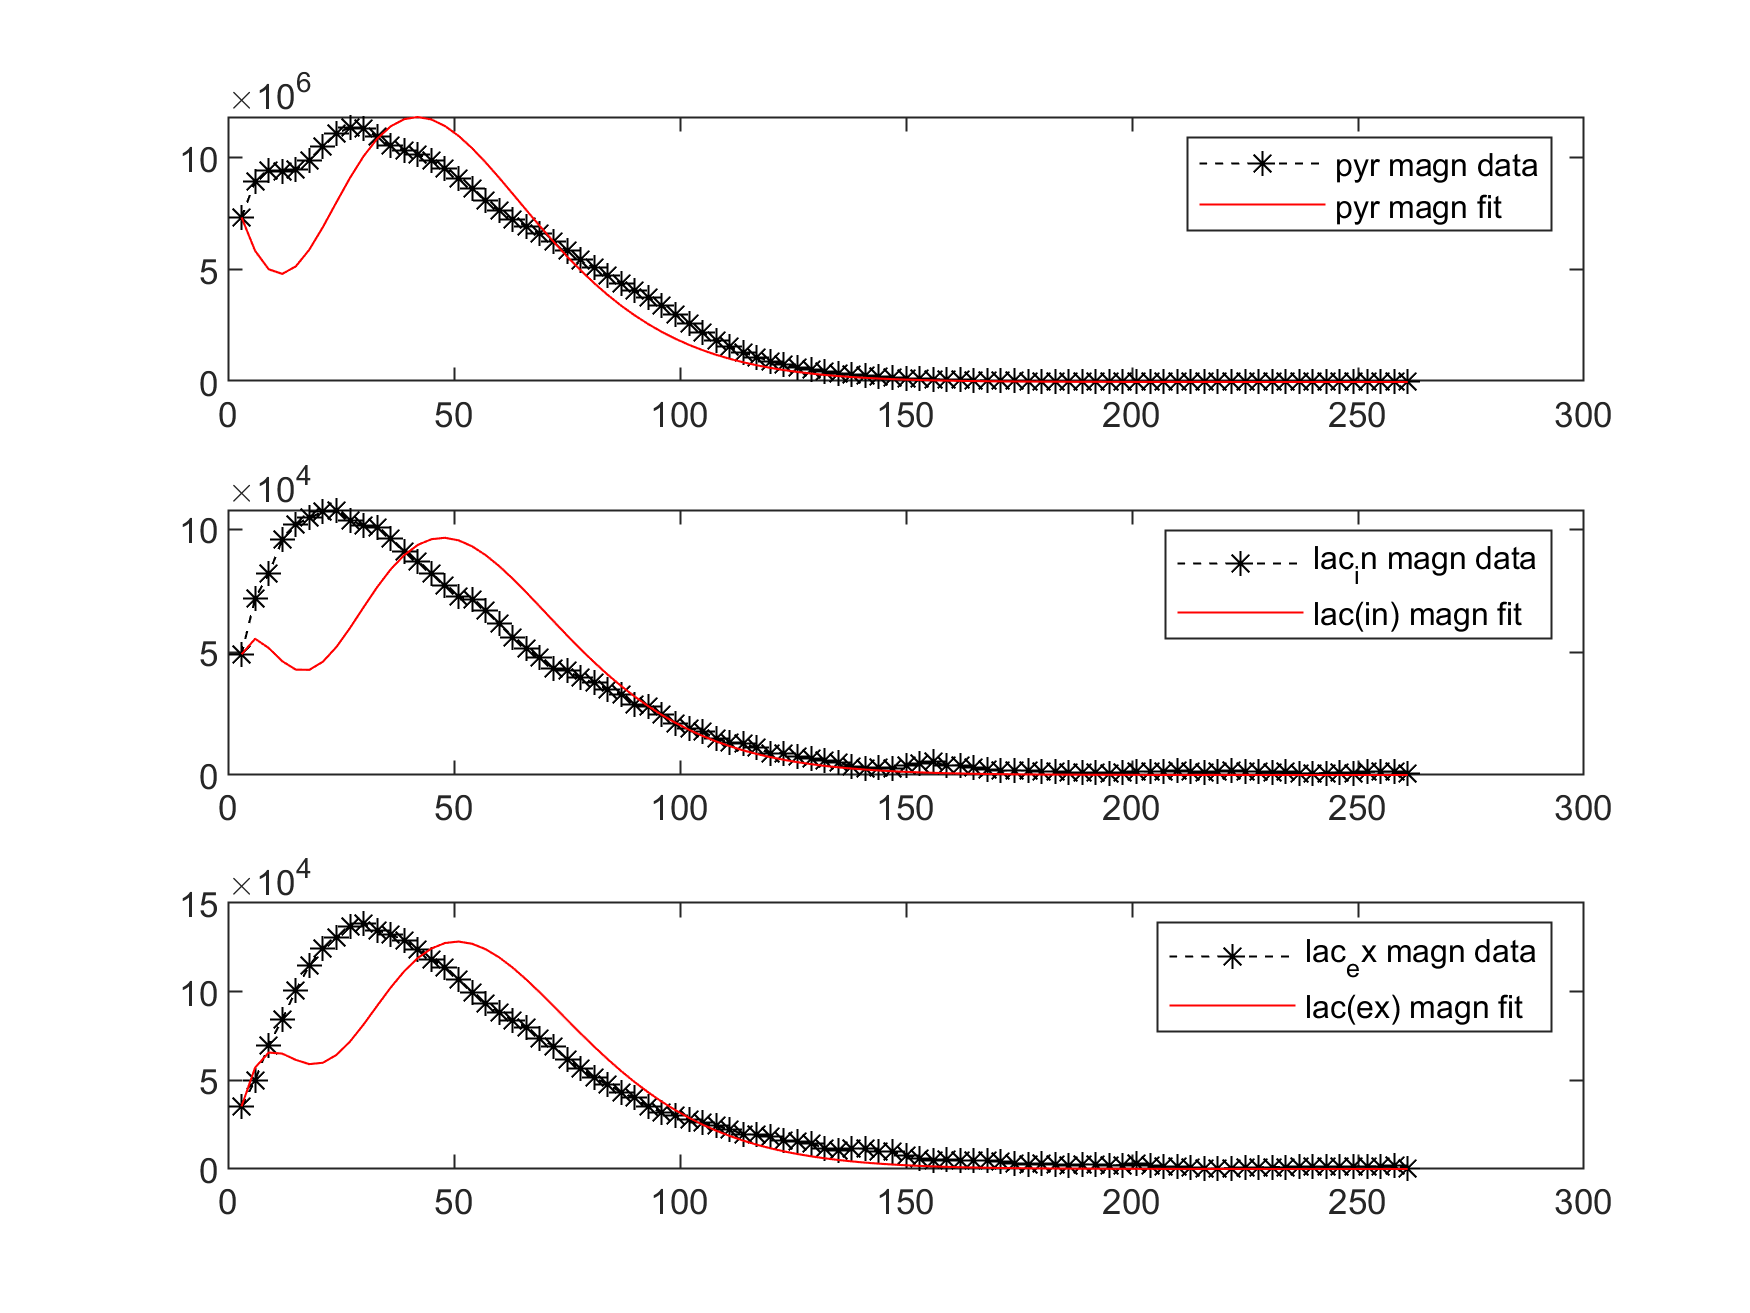 ×10^6
10
5
0
0 50 100 150 200 250 300
pyr magn data
pyr magn fit
×10^4
10
5
0
0 50 100 150 200 250 300
lac_in magn data
lac(in) magn fit
×10^4
15
10
5
0
0 50 100 150 200 250 300
lac_ex magn data
lac(ex) magn fit